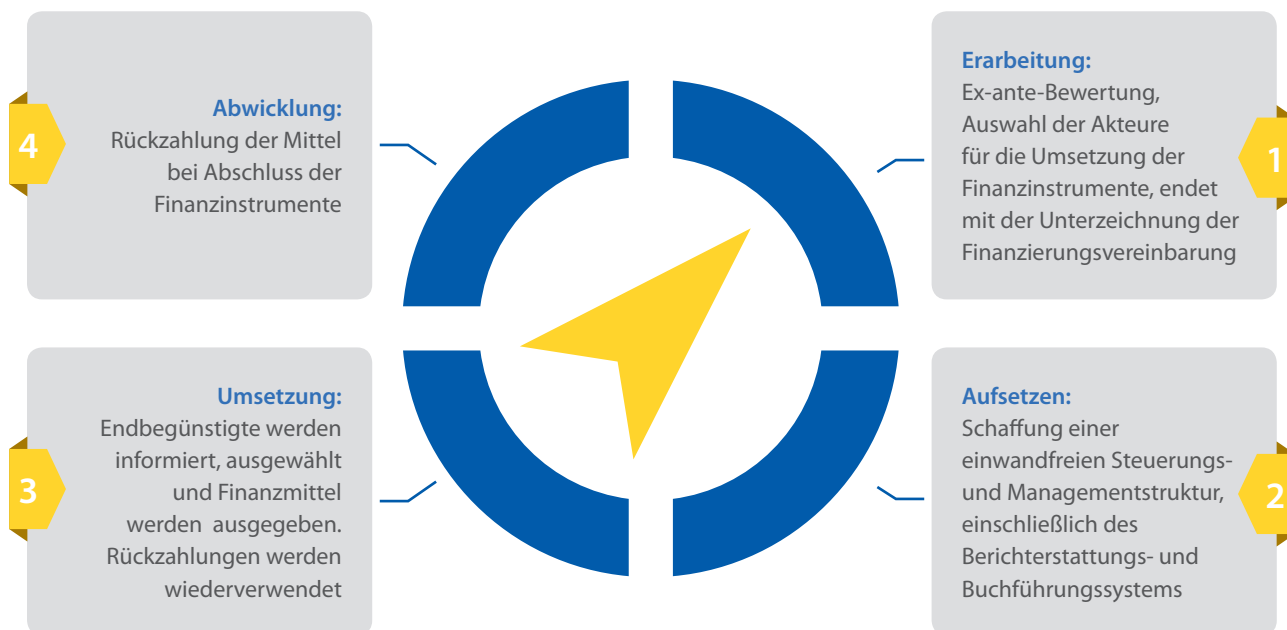 Erarbeitung:
Ex-ante-Bewertung,
Auswahl der Akteure
für die Umsetzung der
Finanzinstrumente, endet
mit der Unterzeichnung der
Finanzierungsvereinbarung
1
Aufsetzen:
Schaffung einer
einwandfreien Steuerungs-
und Managementstruktur,
einschließlich des
Berichterstattungs- und
Buchführungssystems
2
Umsetzung:
Endbegünstigte werden
informiert, ausgewählt
und Finanzmittel
werden ausgegeben.
Rückzahlungen werden
wiederverwendet
3
Abwicklung:
Rückzahlung der Mittel
bei Abschluss der
Finanzinstrumente
4